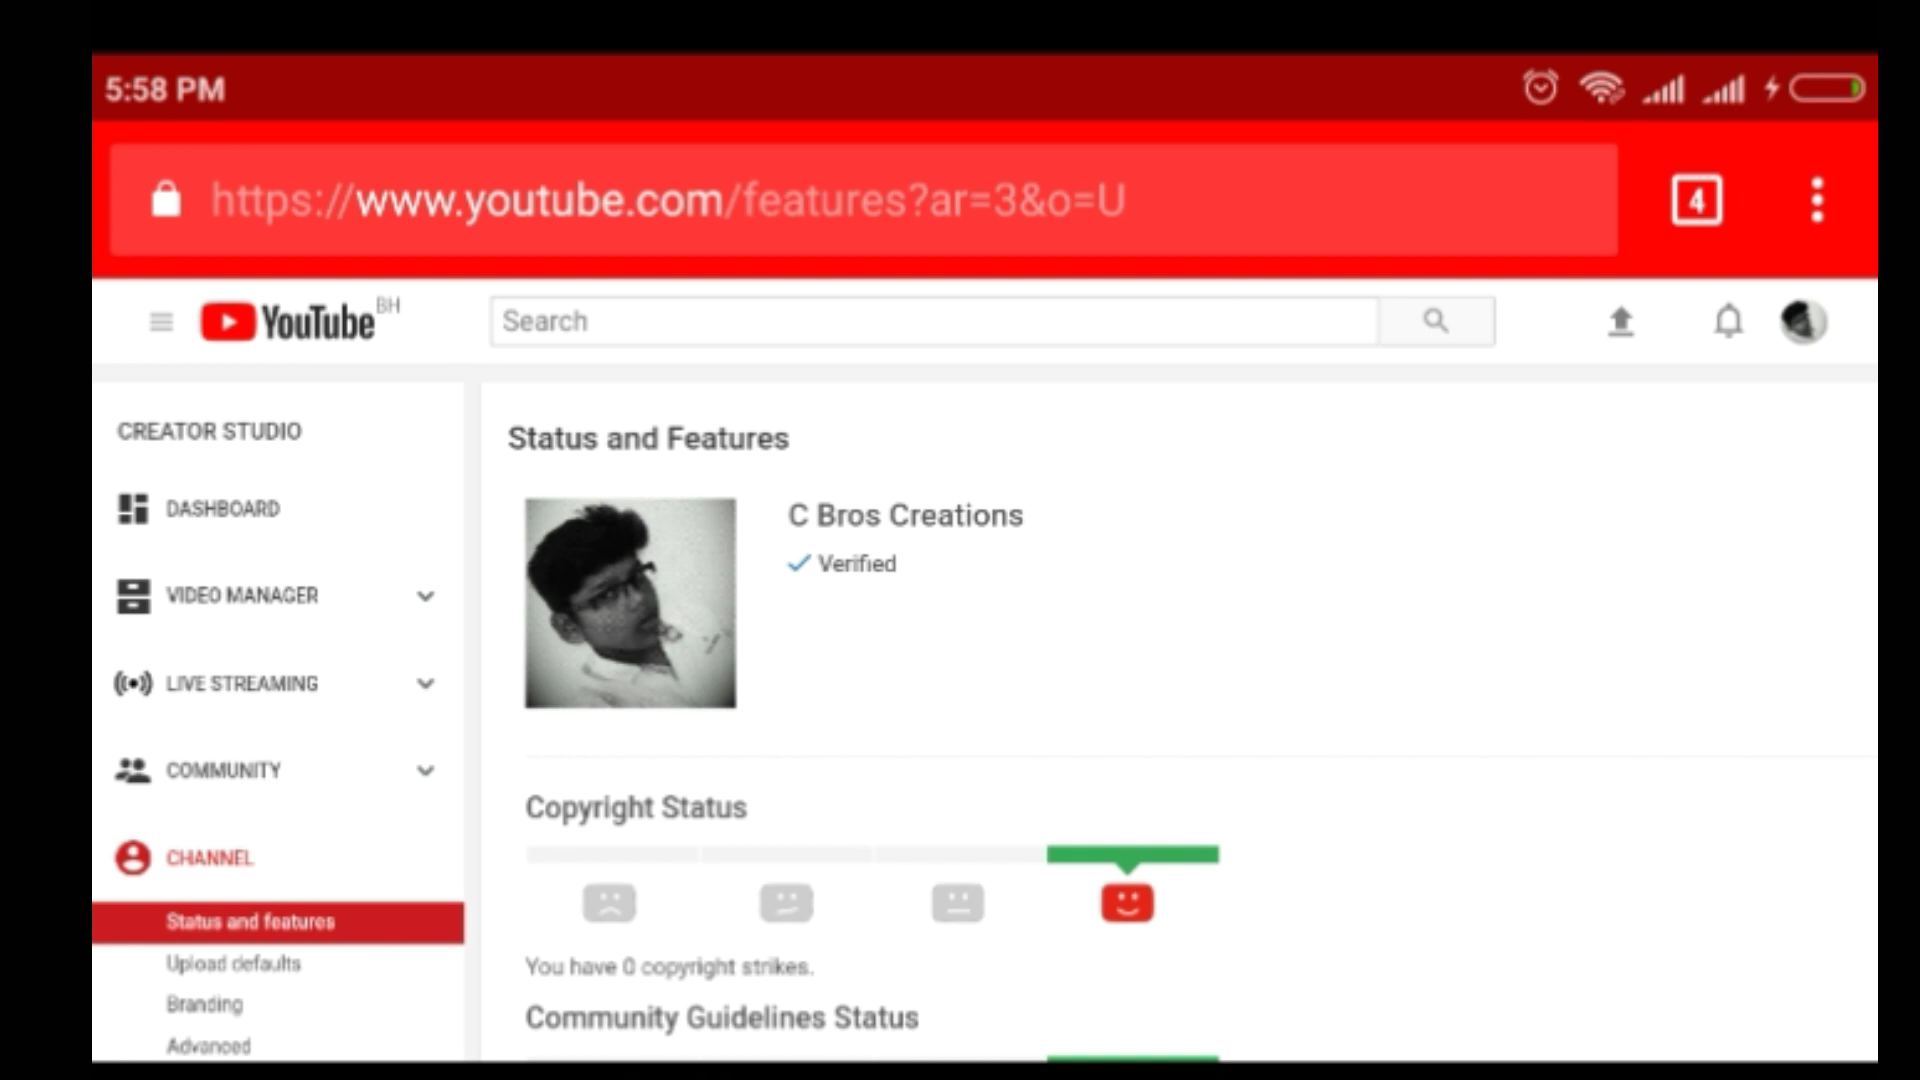 5:58 PM
https://www.youtube.com/features?ar=3&o=U
4
YouTube BH
Search
CREATOR STUDIO
DASHBOARD
VIDEO MANAGER
LIVE STREAMING
COMMUNITY
CHANNEL
Status and features
Upload defaults
Branding
Advanced
Status and Features
C Bros Creations
Verified
Copyright Status
You have 0 copyright strikes.
Community Guidelines Status